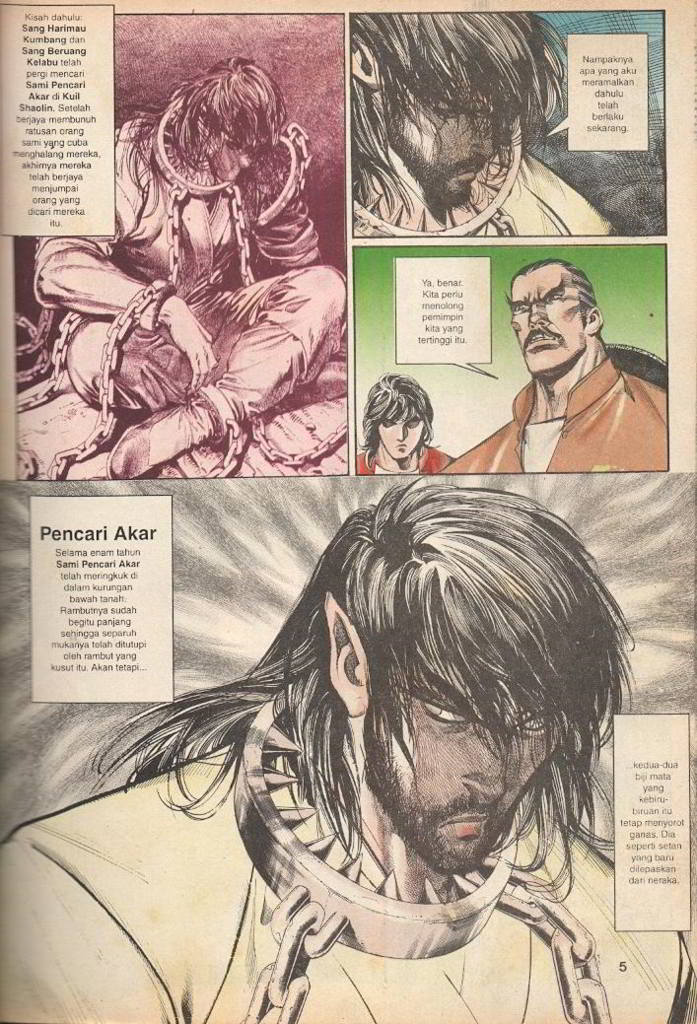 Kisah dahulu:
Sang Harimau
Kumbang dan
Sang Beruang
Kelabu telah
pergi mencari
Sami Pencari
Akar di Kuil
Shaolin. Setelah
berjaya membunuh
ratusan orang
sami yang cuba
menghalang mereka,
akhirnya mereka
telah berjaya
menjumpai
orang yang
dicari mereka
itu.
Nampaknya
apa yang aku
meramalkan
dahulu
telah
berlaku
sekarang.
Ya, benar.
Kita perlu
menolong
pemimpin
kita yang
tertinggi itu.
Pencari Akar
Selama enam tahun
Sami Pencari Akar
telah meringkuk di
dalam kurungan
bawah tanah.
Rambutnya sudah
begitu panjang
sehingga separuh
mukanya telah ditutupi
oleh rambut yang
kusut itu. Akan tetapi...
...kedua-dua
biji mata
yang
kebiru-
biruan itu
tetap menyorot
ganas. Dia
seperti setan
yang baru
dilepaskan
dari neraka.
5